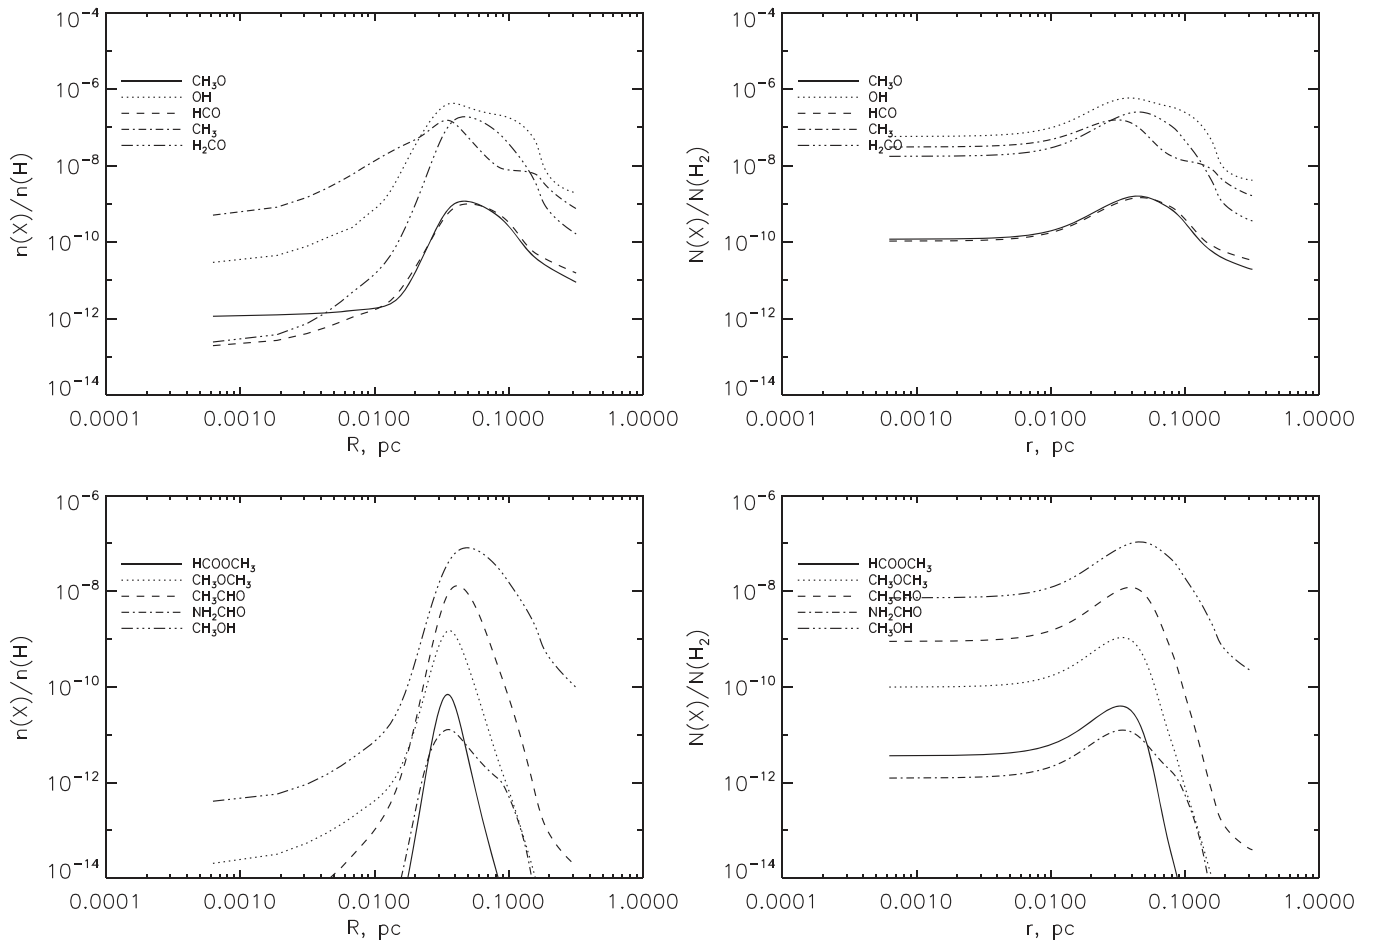 10⁻⁴
10⁻⁶
10⁻⁸
10⁻¹⁰
10⁻¹²
10⁻¹⁴
n(X)/n(H)
CH₃O
OH
HCO
CH₃
H₂CO
0.0001
0.0010
0.0100
0.1000
1.0000
R, pc
10⁻⁴
10⁻⁶
10⁻⁸
10⁻¹⁰
10⁻¹²
10⁻¹⁴
N(X)/N(H₂)
CH₃O
OH
HCO
CH₃
H₂CO
0.0001
0.0010
0.0100
0.1000
1.0000
r, pc
10⁻⁶
10⁻⁸
10⁻¹⁰
10⁻¹²
10⁻¹⁴
n(X)/n(H)
HCOOCH₃
CH₃OCH₃
CH₃CHO
NH₂CHO
CH₃OH
0.0001
0.0010
0.0100
0.1000
1.0000
R, pc
10⁻⁶
10⁻⁸
10⁻¹⁰
10⁻¹²
10⁻¹⁴
N(X)/N(H₂)
HCOOCH₃
CH₃OCH₃
CH₃CHO
NH₂CHO
CH₃OH
0.0001
0.0010
0.0100
0.1000
1.0000
r, pc